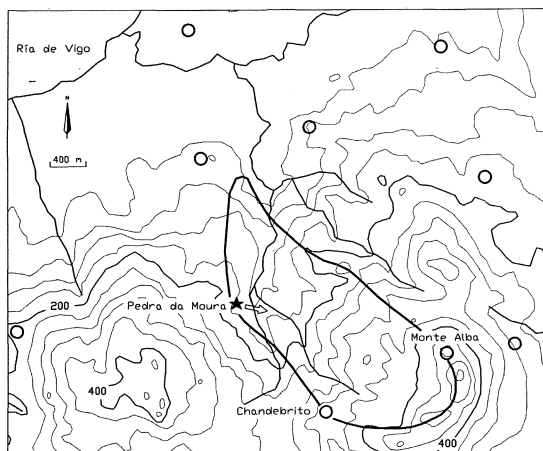 Ría de Vigo
N
400 m
200
Pedra da Moura
Monte Alba
400
Chandebrito
400